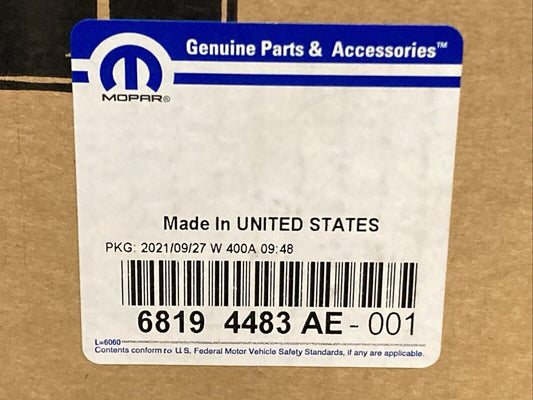 Genuine Parts & Accessories™
MOPAR®
Made In UNITED STATES
PKG: 2021/09/27 W 400A 09:48
6819 4483 AE - 001
L=6060
Contents conform to U.S. Federal Motor Vehicle Safety Standards, if any are applicable.